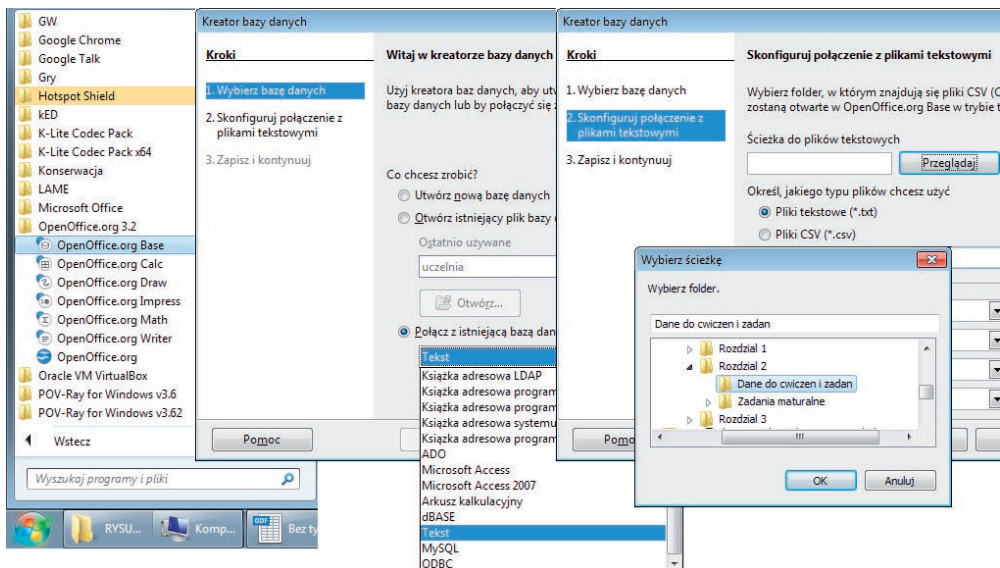 GW
Google Chrome
Google Talk
Gry
Hotspot Shield
kED
K-Lite Codec Pack
K-Lite Codec Pack x64
Konserwacja
LAME
Microsoft Office
OpenOffice.org 3.2
OpenOffice.org Base
OpenOffice.org Calc
OpenOffice.org Draw
OpenOffice.org Impress
OpenOffice.org Math
OpenOffice.org Writer
OpenOffice.org
Oracle VM VirtualBox
POV-Ray for Windows v3.6
POV-Ray for Windows v3.62
Wstecz
Wyszukaj programy i pliki
RYSU...
Komp...
ODF
Bez ty
Kreator bazy danych
Kroki
1. Wybierz bazę danych
2. Skonfiguruj połączenie z
plikami tekstowymi
3. Zapisz i kontynuuj
Witaj w kreatorze bazy danych
Użyj kreatora baz danych, aby utw
bazy danych lub by połączyć się
Co chcesz zrobić?
Utwórz nową bazę danych
Otwórz istniejący plik bazy
Ostatnio używane
uczelnia
Otwórz...
Połącz z istniejącą bazą dan
Tekst
Książka adresowa LDAP
Książka adresowa program
Książka adresowa program
Książka adresowa systemu
Książka adresowa program
ADO
Microsoft Access
Microsoft Access 2007
Arkusz kalkulacyjny
dBASE
Tekst
MySQL
ODBC
Pomoc
Kreator bazy danych
Kroki
1. Wybierz bazę danych
2. Skonfiguruj połączenie z
plikami tekstowymi
3. Zapisz i kontynuuj
Skonfiguruj połączenie z plikami tekstowymi
Wybierz folder, w którym znajdują się pliki CSV (C
zostaną otwarte w OpenOffice.org Base w trybie t
Ścieżka do plików tekstowych
Przeglądaj
Określ, jakiego typu plików chcesz użyć
Pliki tekstowe (*.txt)
Pliki CSV (*.csv)
Pomo
Wybierz ścieżkę
Wybierz folder.
Dane do cwiczen i zadan
Rozdzial 1
Rozdzial 2
Dane do cwiczen i zadan
Zadania maturalne
Rozdzial 3
OK
Anuluj